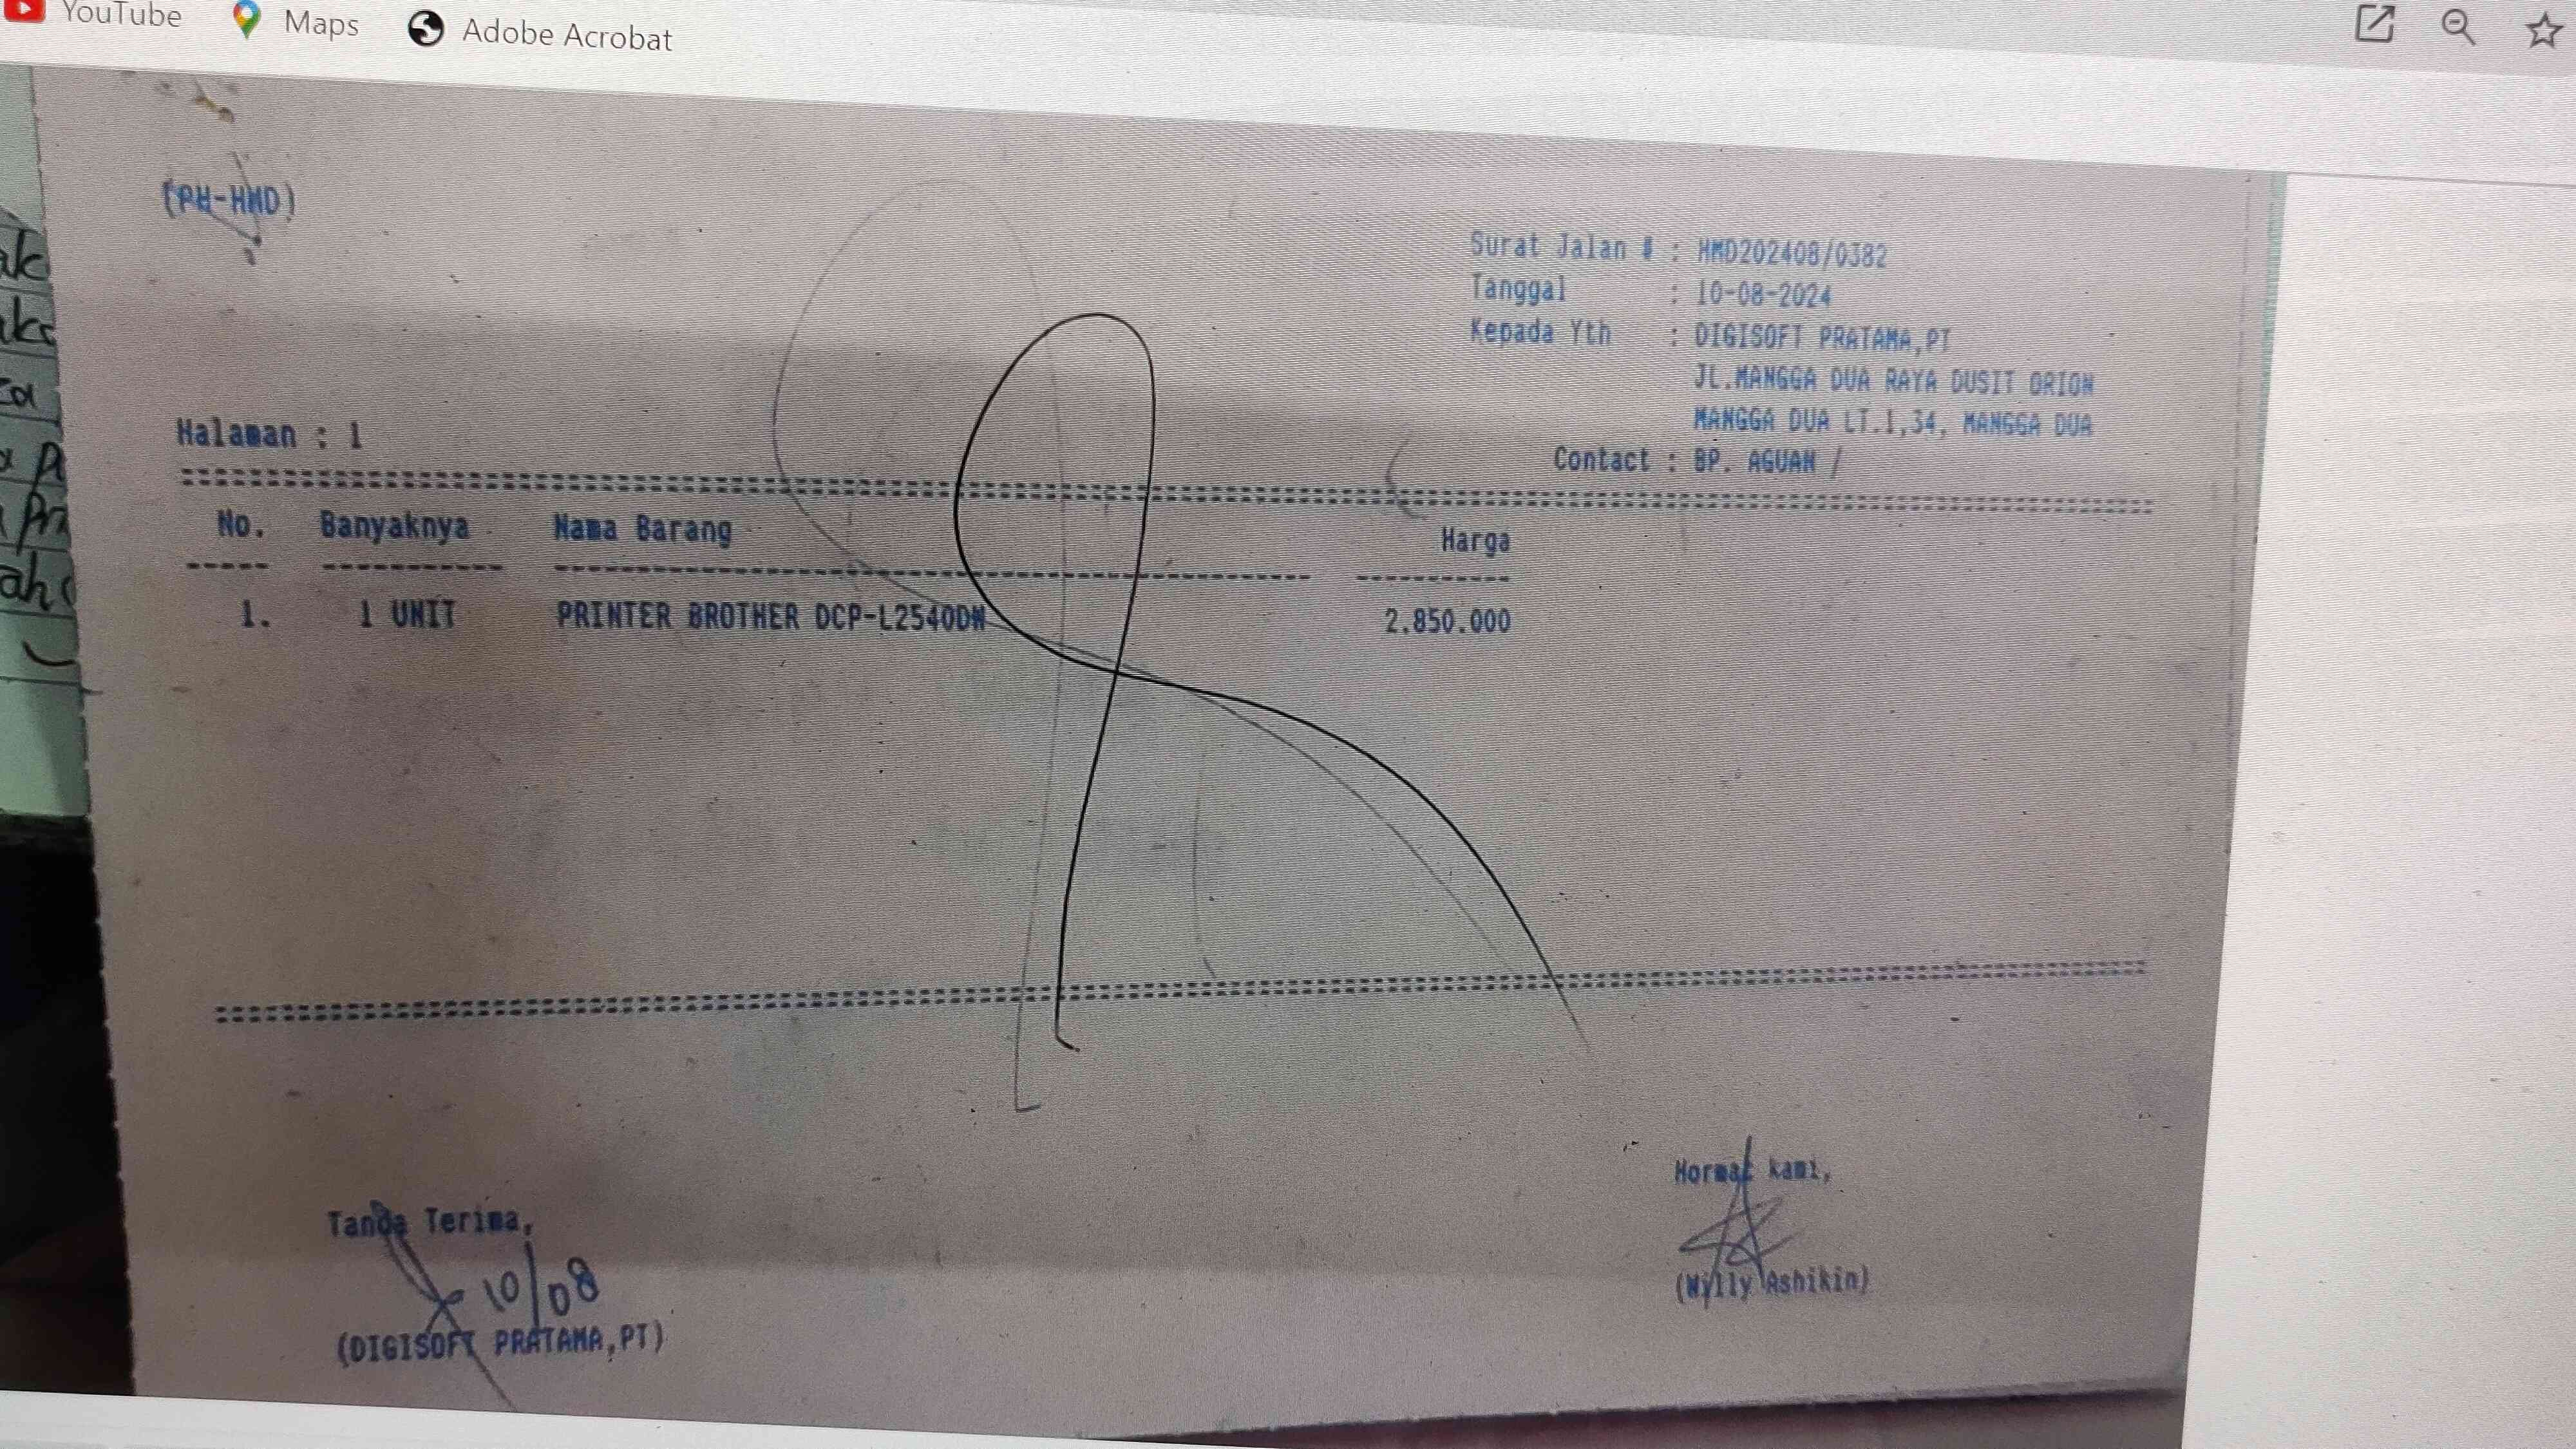 YouTube Maps Adobe Acrobat
(PH-HMD)
Surat Jalan # : HMD202408/0382
Tanggal : 10-08-2024
Kepada Yth : DIGISOFT PRATAMA,PT
JL.MANGGA DUA RAYA DUSIT ORION
MANGGA DUA LT.1,34, MANGGA DUA
Contact : BP. AGUAN /
Halaman : 1
No. Banyaknya Nama Barang Harga
1. 1 UNIT PRINTER BROTHER DCP-L2540DW 2.850.000
Tanda Terima,
10/08
(DIGISOFT PRATAMA,PT)
Hormat kami,
(Willy Ashikin)